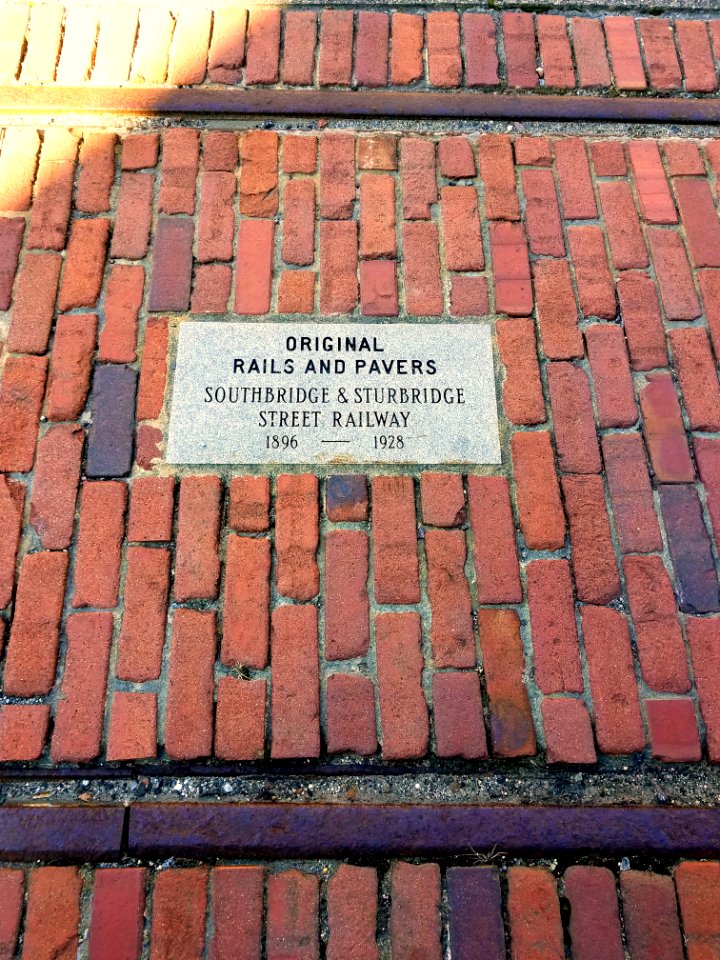 ORIGINAL
RAILS AND PAVERS
SOUTHBRIDGE & STURBRIDGE
STREET RAILWAY
1896 — 1928